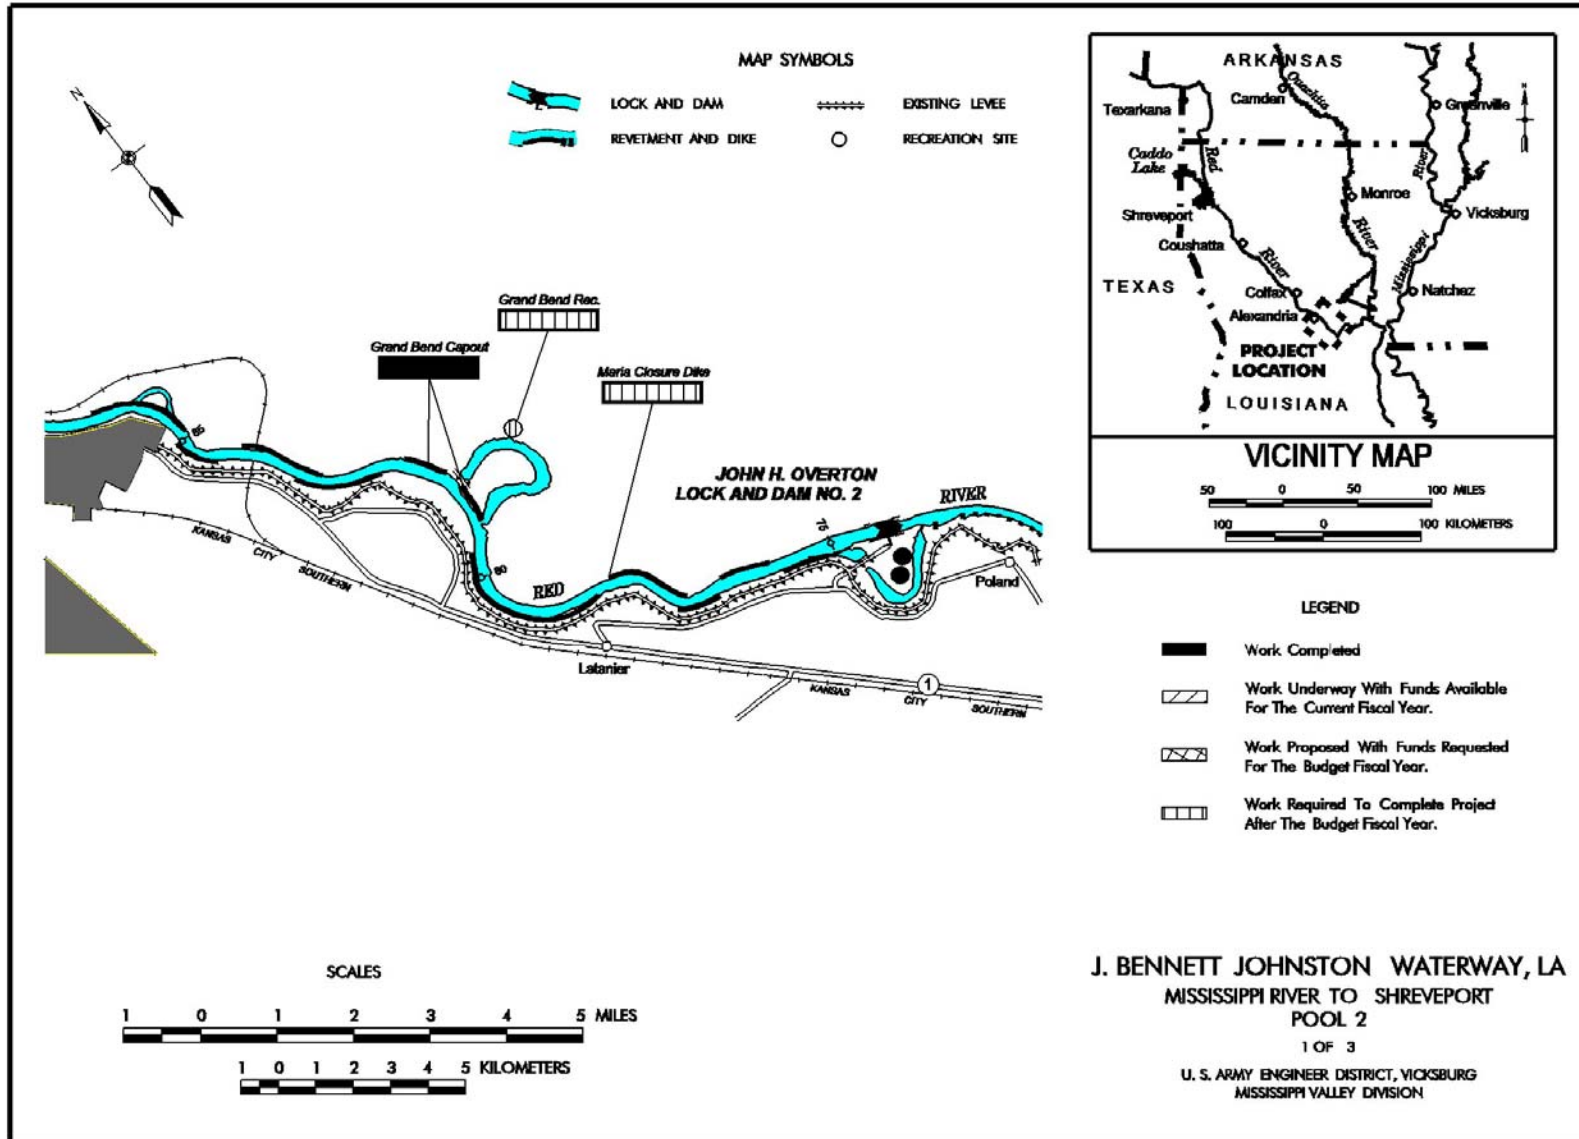 MAP SYMBOLS
LOCK AND DAM
EXISTING LEVEE
REVETMENT AND DIKE
RECREATION SITE
N
Grand Bend Rec.
Grand Bend Capout
Maria Closure Dike
JOHN H. OVERTON
LOCK AND DAM NO. 2
RIVER
85
75
80
RED
KANSAS CITY SOUTHERN
Poland
Latanier
KANSAS CITY SOUTHERN
1
ARKANSAS
Ouachita
Texarkana
Camden
Greenville
N
Caddo
Lake
Red
River
Monroe
Shreveport
Vicksburg
Coushatta
River
River
Mississippi
TEXAS
Colfax
Natchez
Alexandria
PROJECT
LOCATION
LOUISIANA
VICINITY MAP
50 0 50 100 MILES
100 0 100 KILOMETERS
LEGEND
Work Completed
Work Underway With Funds Available
For The Current Fiscal Year.
Work Proposed With Funds Requested
For The Budget Fiscal Year.
Work Required To Complete Project
After The Budget Fiscal Year.
SCALES
1 0 1 2 3 4 5 MILES
1 0 1 2 3 4 5 KILOMETERS
J. BENNETT JOHNSTON WATERWAY, LA
MISSISSIPPI RIVER TO SHREVEPORT
POOL 2
1 OF 3
U. S. ARMY ENGINEER DISTRICT, VICKSBURG
MISSISSIPPI VALLEY DIVISION